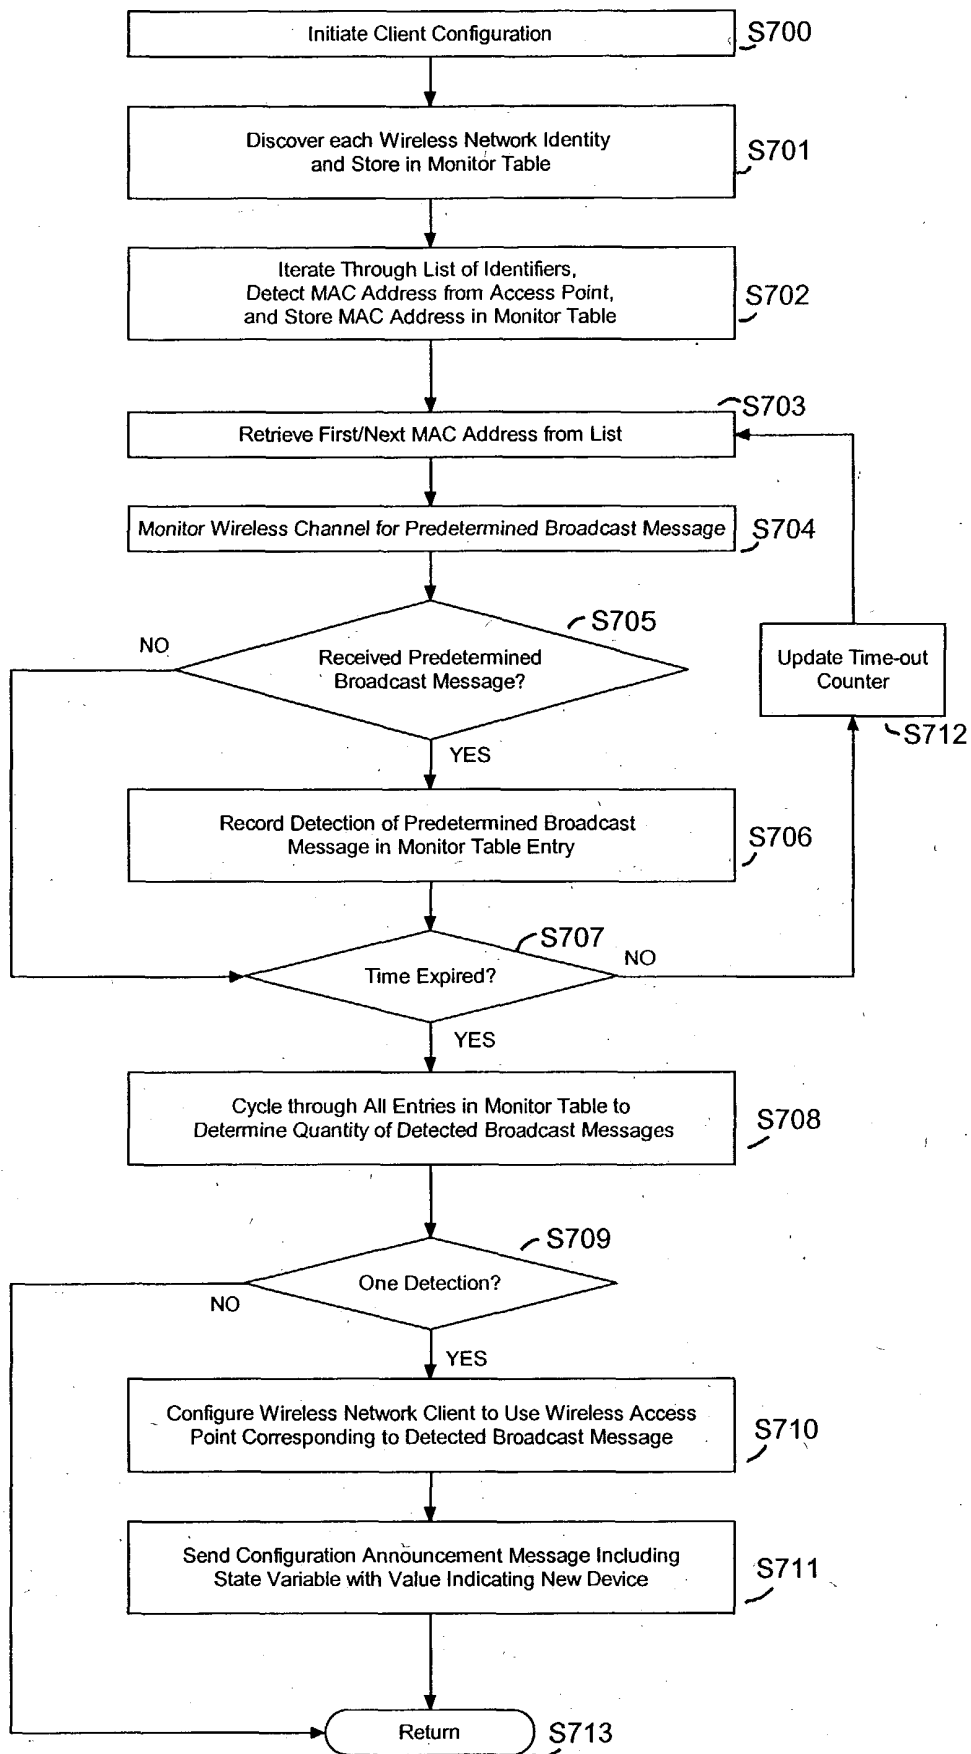 Initiate Client Configuration
S700
Discover each Wireless Network Identity
and Store in Monitor Table
S701
Iterate Through List of Identifiers,
Detect MAC Address from Access Point,
and Store MAC Address in Monitor Table
S702
S703
Retrieve First/Next MAC Address from List
Monitor Wireless Channel for Predetermined Broadcast Message
S704
S705
NO
Received Predetermined
Broadcast Message?
YES
Update Time-out
Counter
S712
Record Detection of Predetermined Broadcast
Message in Monitor Table Entry
S706
S707
Time Expired?
NO
YES
Cycle through All Entries in Monitor Table to
Determine Quantity of Detected Broadcast Messages
S708
S709
One Detection?
NO
YES
Configure Wireless Network Client to Use Wireless Access
Point Corresponding to Detected Broadcast Message
S710
Send Configuration Announcement Message Including
State Variable with Value Indicating New Device
S711
Return
S713